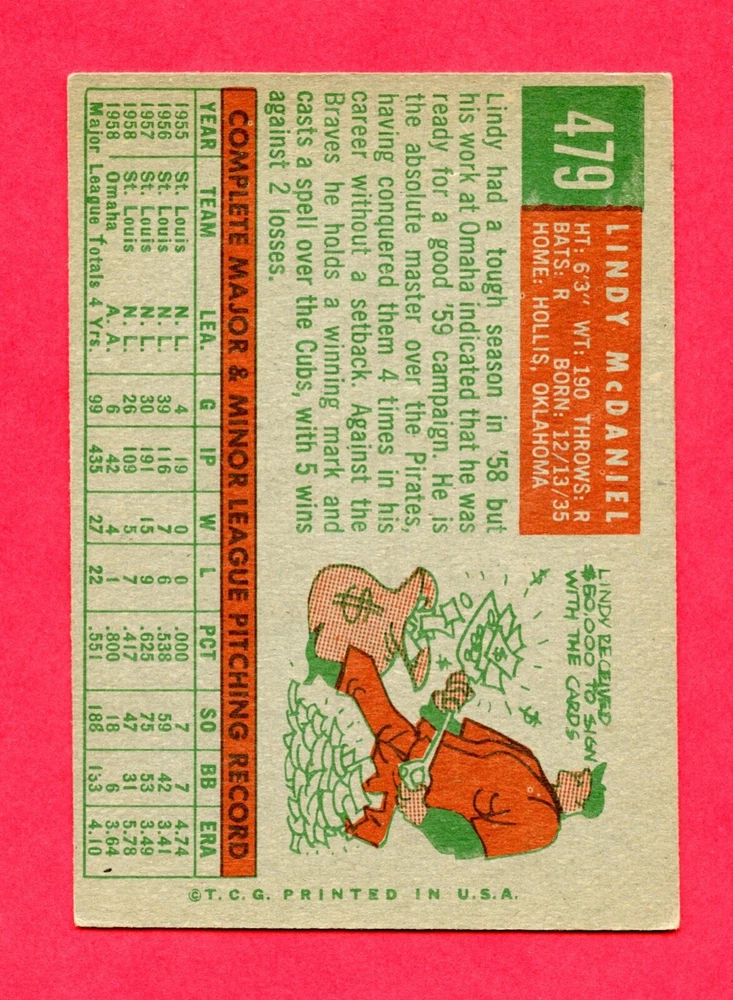 479
LINDY McDANIEL
HT: 6'3" WT: 190 THROWS: R
BATS: R BORN: 12/13/35
HOME: HOLLIS, OKLAHOMA
Lindy had a tough season in '58 but
his work at Omaha indicated that he was
ready for a good '59 campaign. He is
the absolute master over the Pirates,
having conquered them 4 times in his
career without a setback. Against the
Braves he holds a winning mark and
casts a spell over the Cubs, with 5 wins
against 2 losses.
LINDY RECEIVED
$50,000 TO SIGN
WITH THE CARDS
COMPLETE MAJOR & MINOR LEAGUE PITCHING RECORD
YEAR TEAM LEA. G IP W L PCT SO BB ERA
1955 St. Louis N. L. 4 19 0 0 .000 7 7 4.74
1956 St. Louis N. L. 39 116 7 6 .538 59 42 3.41
1957 St. Louis N. L. 30 191 15 9 .625 75 53 3.49
1958 St. Louis N. L. 26 109 5 7 .417 47 31 5.78
1958 Omaha A. A. 6 42 4 1 .800 18 6 3.64
Major League Totals 4 Yrs. 99 435 27 22 .551 188 133 4.10
©T.C.G. PRINTED IN U.S.A.